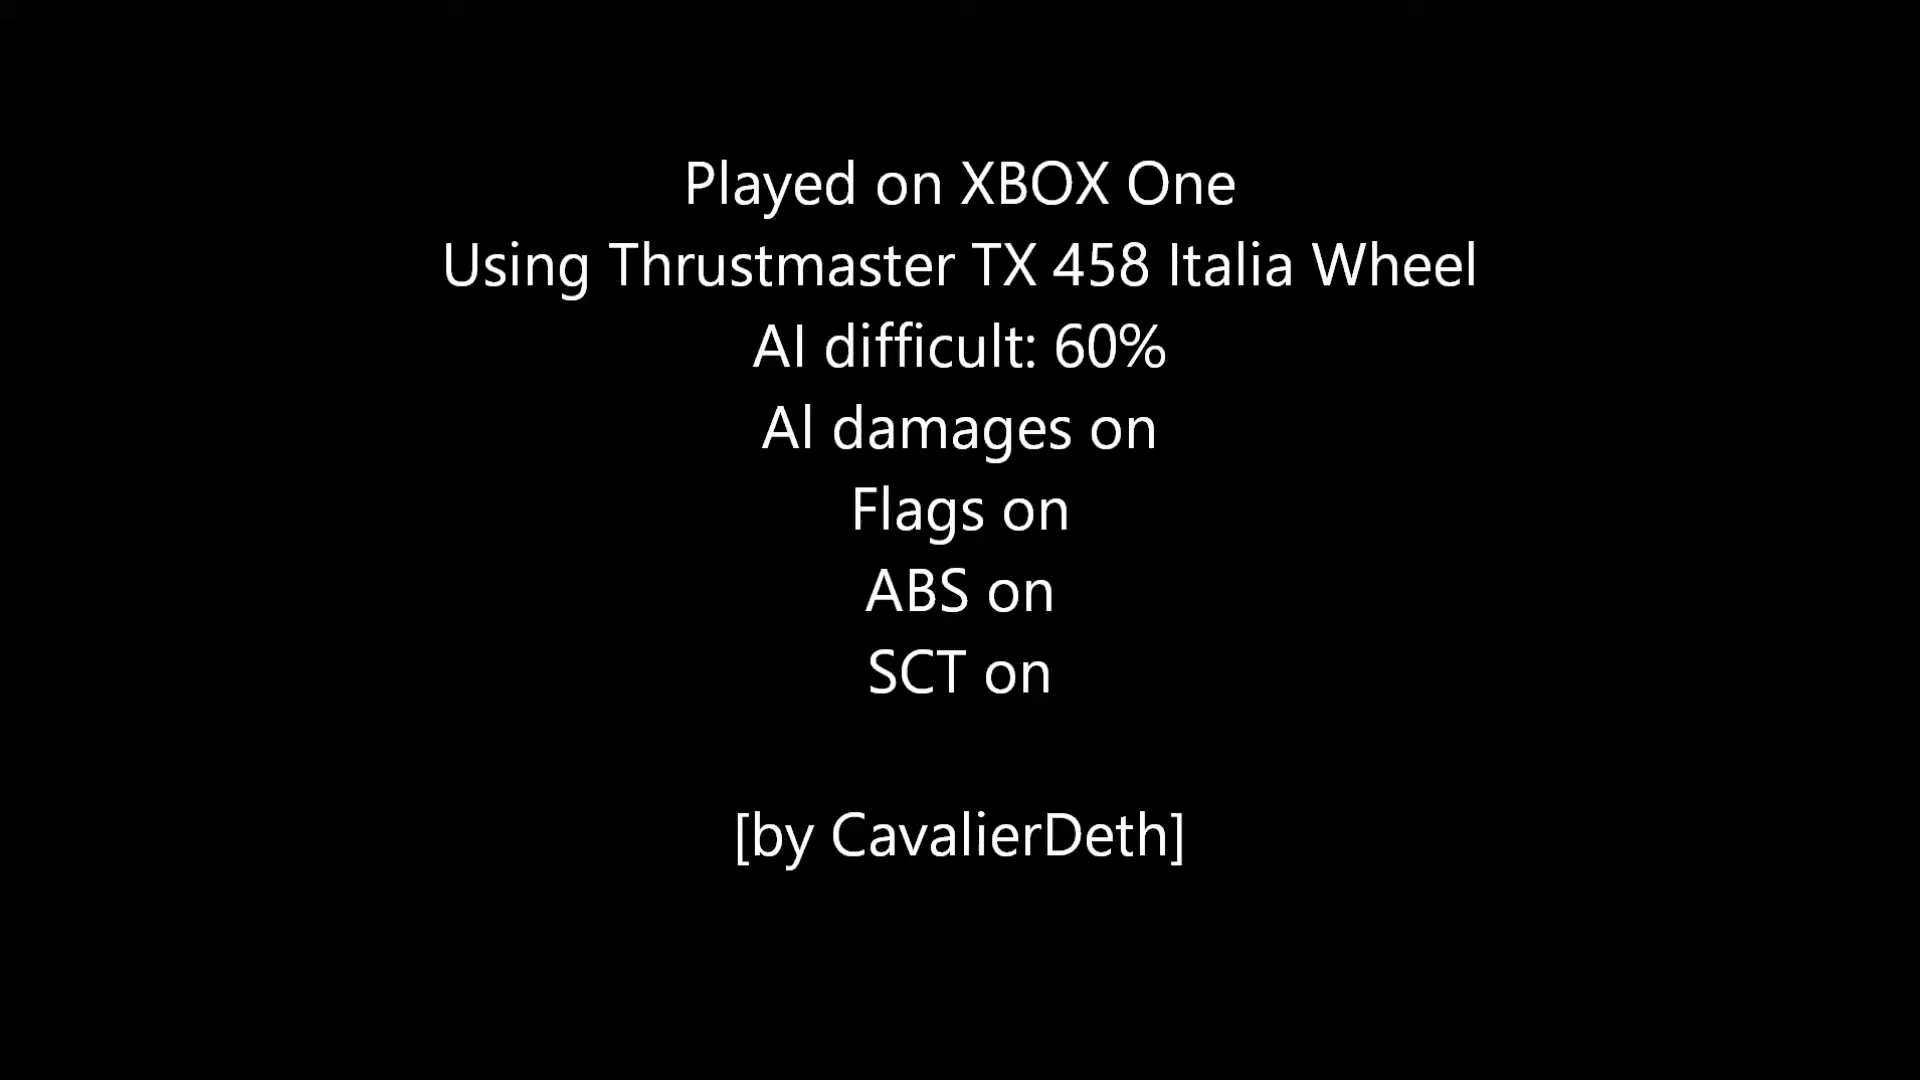 Played on XBOX One
Using Thrustmaster TX 458 Italia Wheel
AI difficult: 60%
Al damages on
Flags on
ABS on
SCT on
[by CavalierDeth]